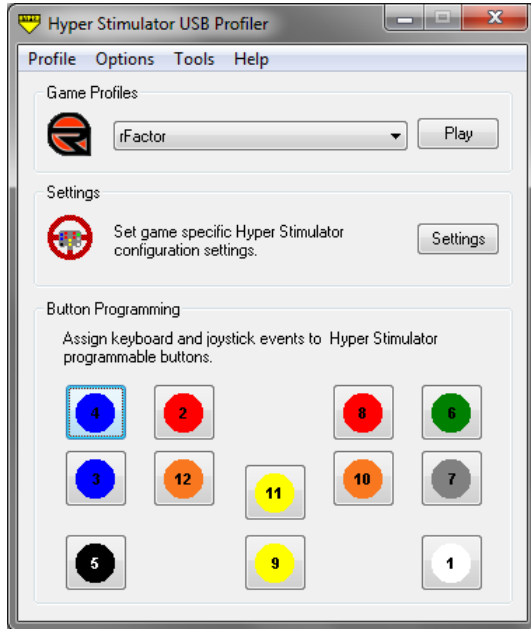 Hyper Stimulator USB Profiler
Profile Options Tools Help
Game Profiles
rFactor
Play
Settings
Set game specific Hyper Stimulator
configuration settings.
Settings
Button Programming
Assign keyboard and joystick events to Hyper Stimulator
programmable buttons.
4 2 8 6
3 12 11 10 7
5 9 1